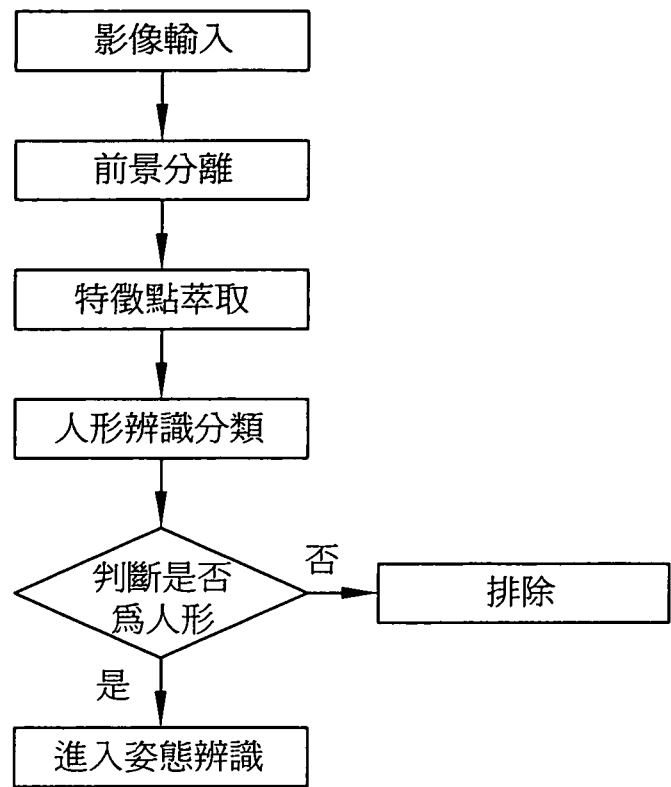 影像輸入
前景分離
特徵點萃取
人形辨識分類
判斷是否
爲人形
否
排除
是
進入姿態辨識